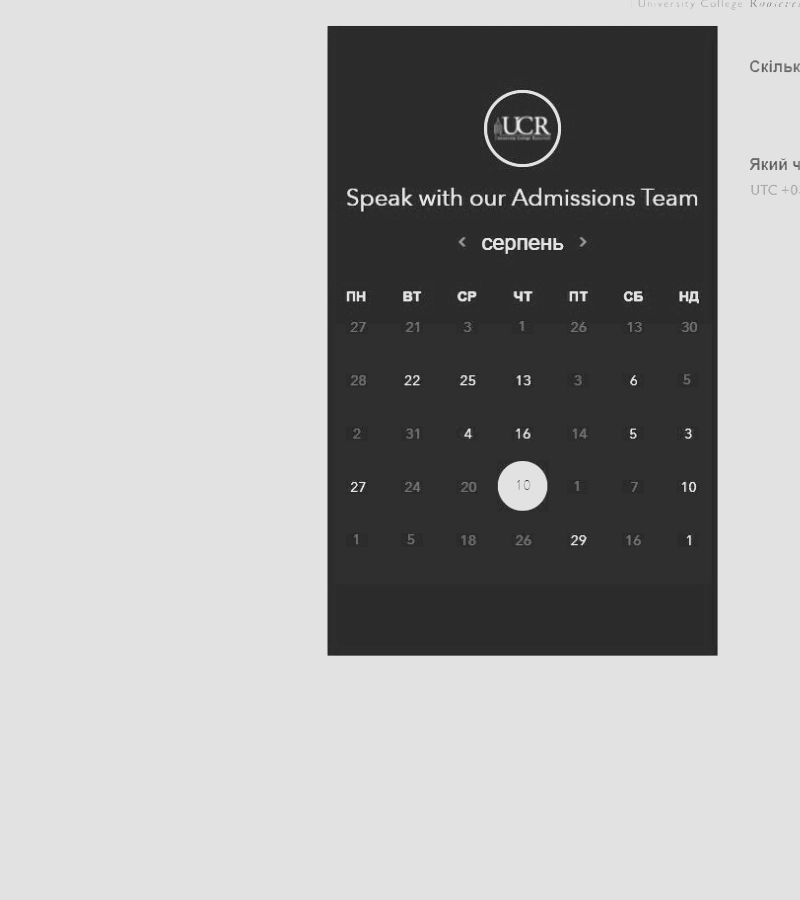 University College Roosevelt
UCR
University College Roosevelt
Speak with our Admissions Team
серпень
ПН ВТ СР ЧТ ПТ СБ НД
27 21 3 1 26 13 30
28 22 25 13 3 6 5
2 31 4 16 14 5 3
27 24 20 10 1 7 10
1 5 18 26 29 16 1
Скільк
Який ч
UTC +0